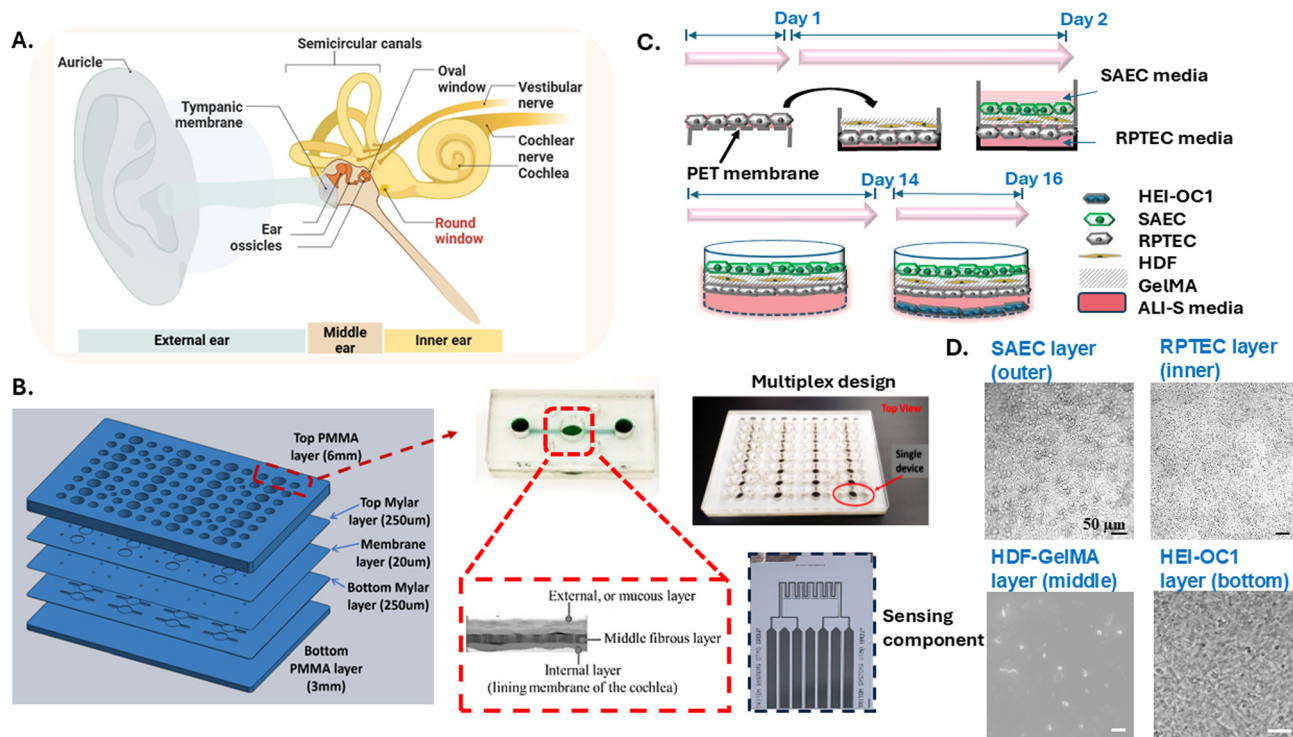 A.
Semicircular canals
Auricle
Oval
window
Tympanic
membrane
Vestibular
nerve
Cochlear
nerve
Cochlea
Ear
ossicles
Round
window
External ear
Middle
ear
Inner ear
B.
Top PMMA
layer (6mm)
Top Mylar
layer (250um)
Membrane
layer (20um)
Bottom Mylar
layer (250um)
Bottom
PMMA layer
(3mm)
Multiplex design
Top View
Single
device
External, or mucous layer
Middle fibrous layer
Internal layer
(lining membrane of the cochlea)
Sensing
component
C.
Day 1
Day 2
SAEC media
RPTEC media
PET membrane
Day 14
Day 16
HEI-OC1
SAEC
RPTEC
HDF
GelMA
ALI-S media
D.
SAEC layer
(outer)
RPTEC layer
(inner)
50 μm
HDF-GelMA
layer (middle)
HEI-OC1
layer (bottom)